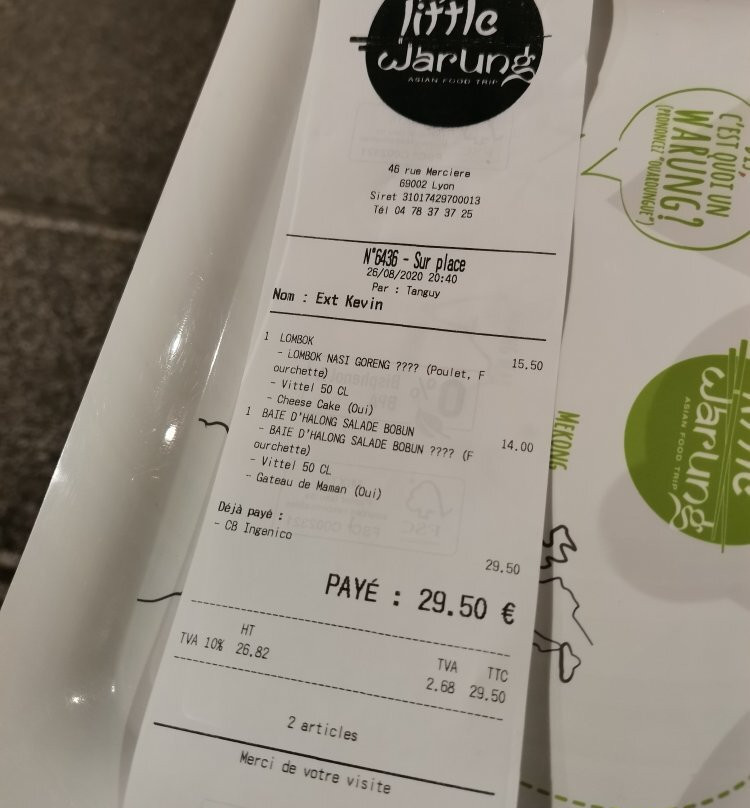 little
warung
ASIAN FOOD TRIP
46 rue Merciere
69002 Lyon
Siret 31017429700013
Tél 04 78 37 37 25
N°6436 - Sur place
26/08/2020 20:40
Par : Tanguy
Nom : Ext Kevin
1 LOMBOK 15.50
- LOMBOK NASI GORENG ???? (Poulet, F
ourchette)
- Vittel 50 CL
- Cheese Cake (Oui)
1 BAIE D'HALONG SALADE BOBUN 14.00
- BAIE D'HALONG SALADE BOBUN ???? (F
ourchette)
- Vittel 50 CL
- Gateau de Maman (Oui)
Déjà payé :
- CB Ingenico
29.50
PAYÉ : 29.50 €
HT TVA TTC
TVA 10% 26.82 2.68 29.50
2 articles
Merci de votre visite
C'EST QUOI UN
WARUNG?
(PRONONCEZ "OUAROUNGUE")
MEKONG
warung
ASIAN FOOD TRIP